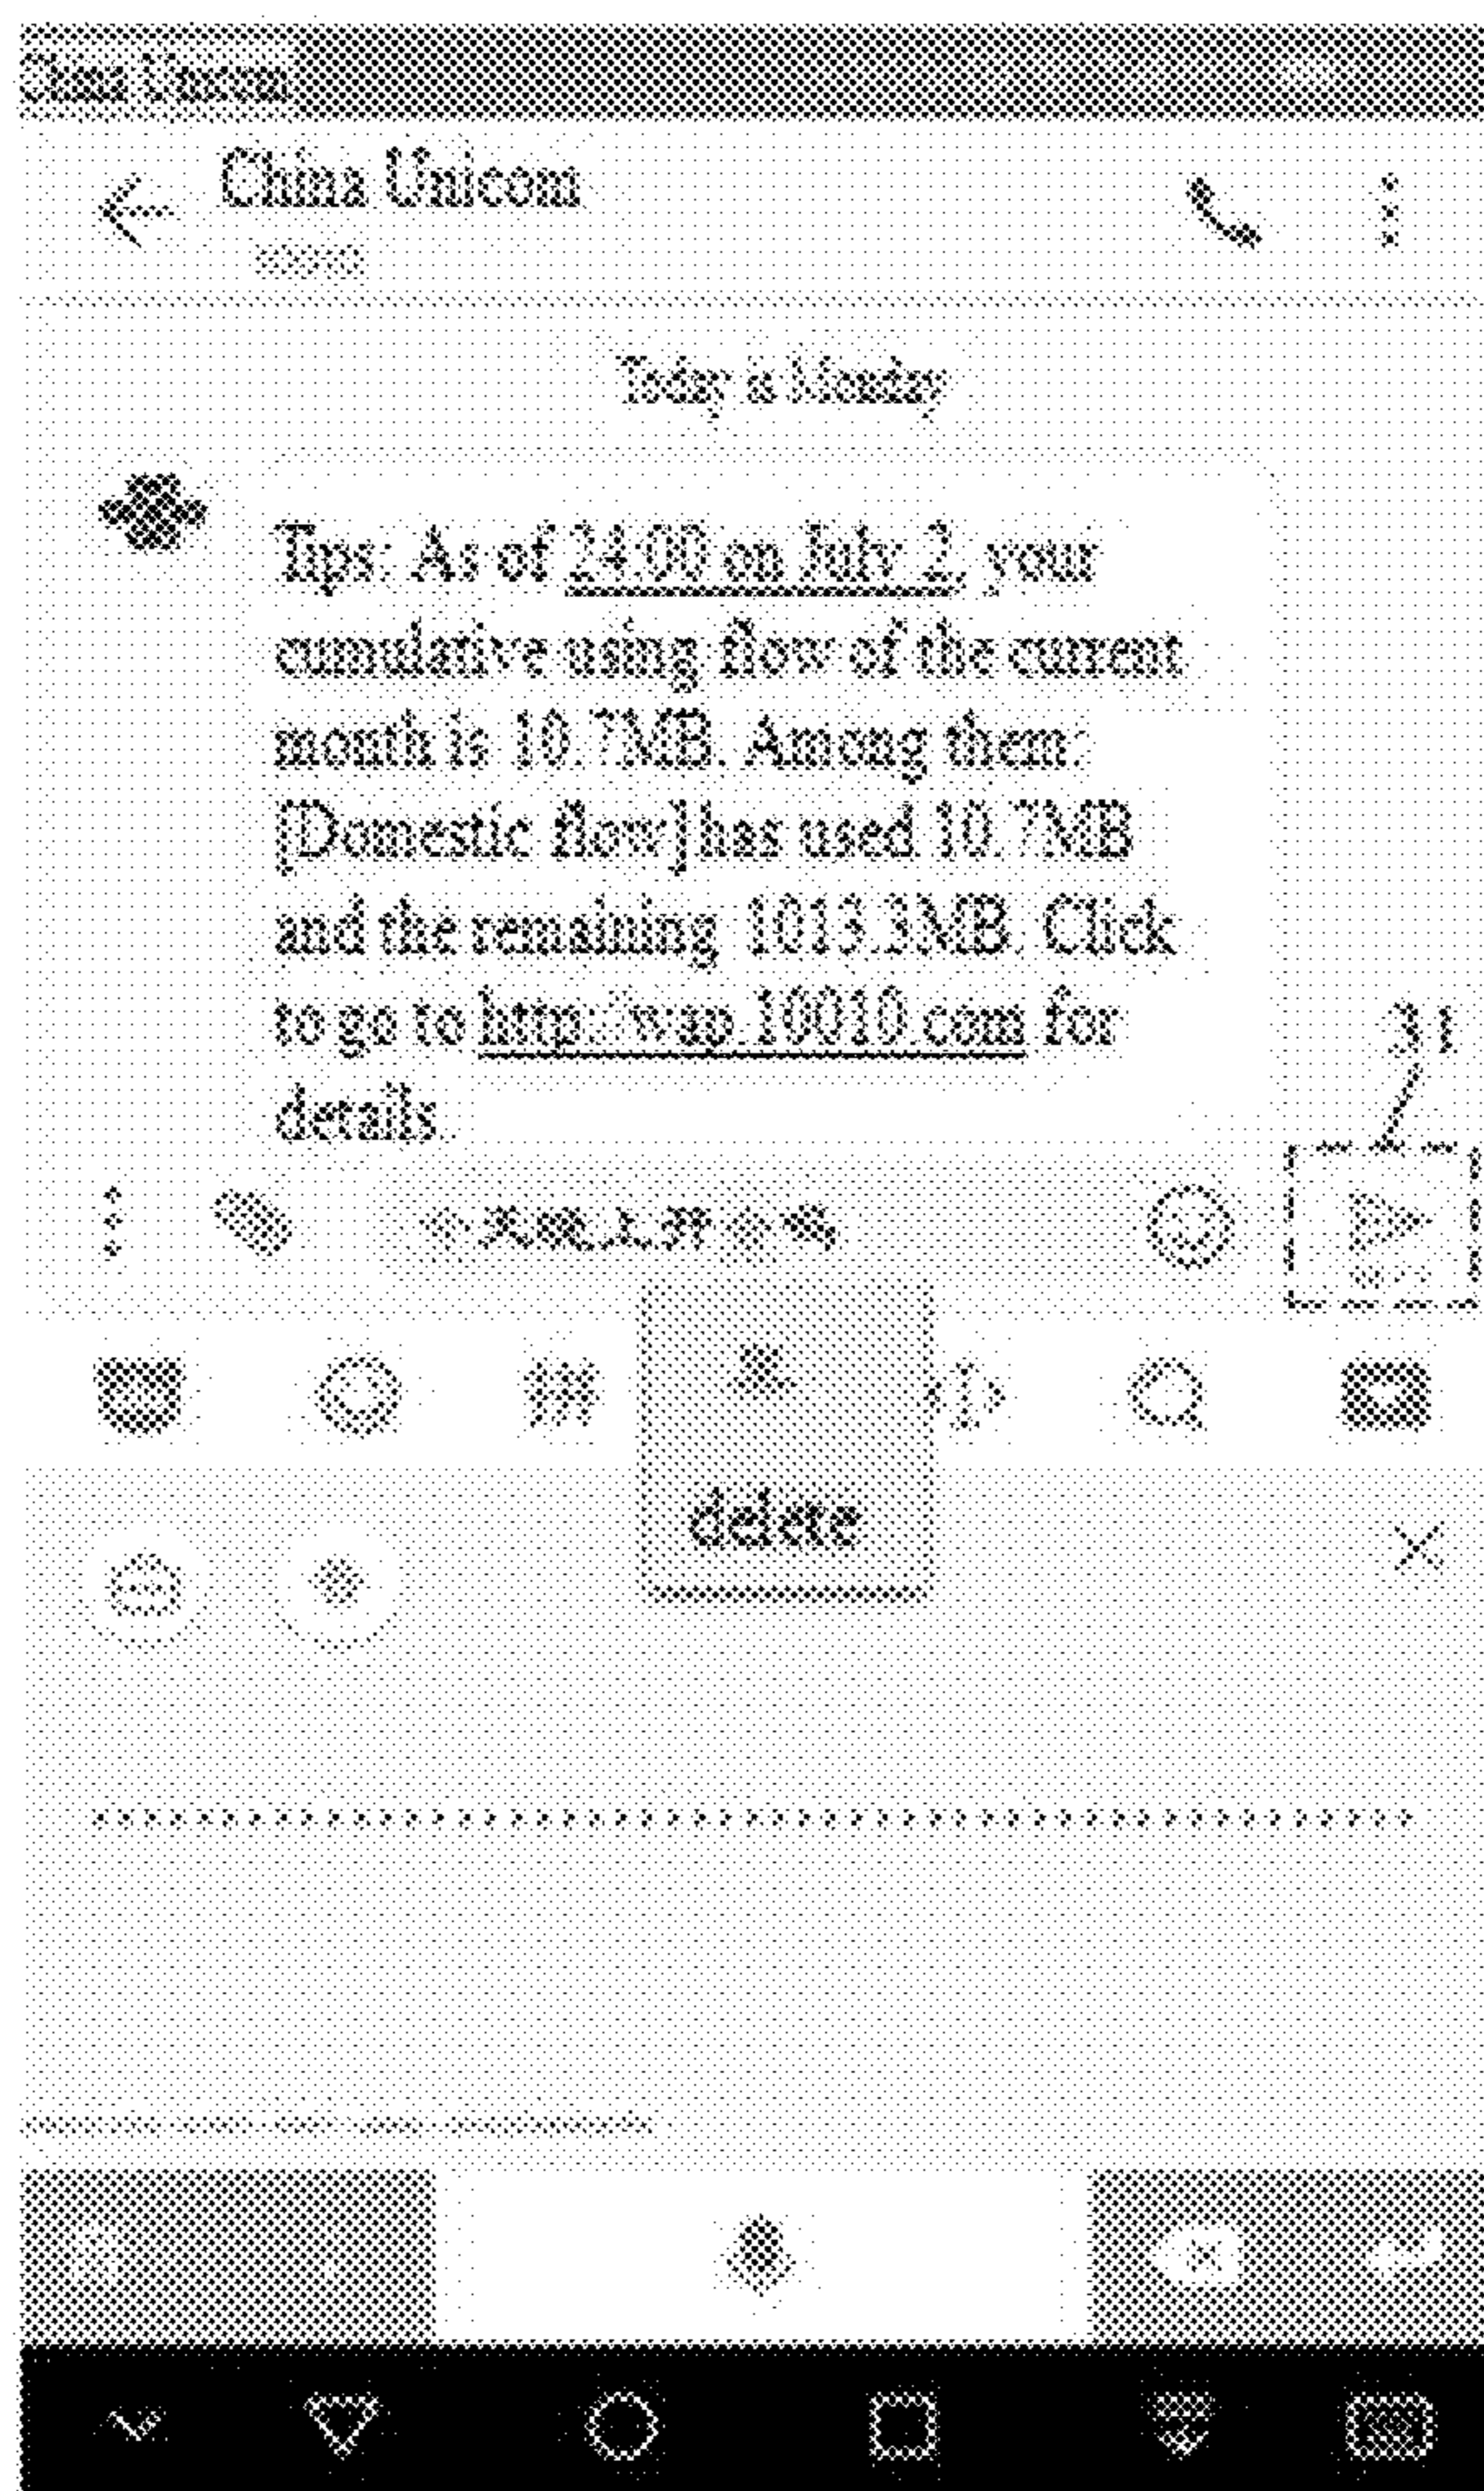 China Unicom
China Unicom
Today is Monday
Tips: As of 24:00 on July 2, your
cumulative using flow of the current
month is 10.7MB. Among them:
[Domestic flow]has used 10.7MB
and the remaining 1013.3MB. Click
to go to http://wap.10010.com for
details.
31
delete